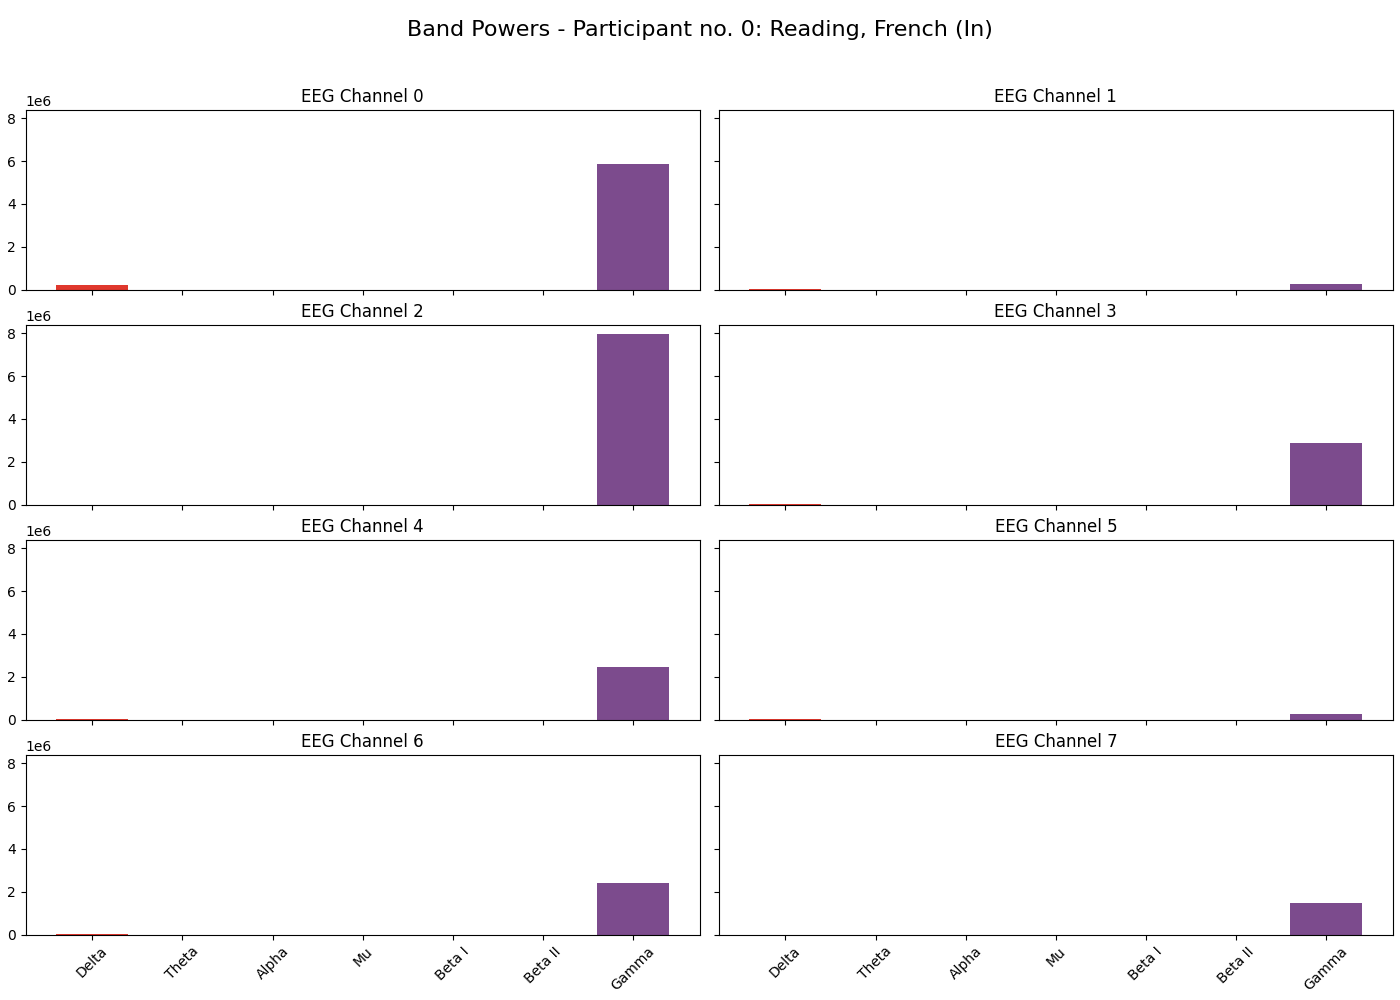 Band Powers - Participant no. 0: Reading, French (In)
EEG Channel 0
EEG Channel 1
1e6
8
6
4
2
0
EEG Channel 2
EEG Channel 3
1e6
8
6
4
2
0
EEG Channel 4
EEG Channel 5
1e6
8
6
4
2
0
EEG Channel 6
EEG Channel 7
1e6
8
6
4
2
0
Delta Theta Alpha Mu Beta I Beta II Gamma
Delta Theta Alpha Mu Beta I Beta II Gamma